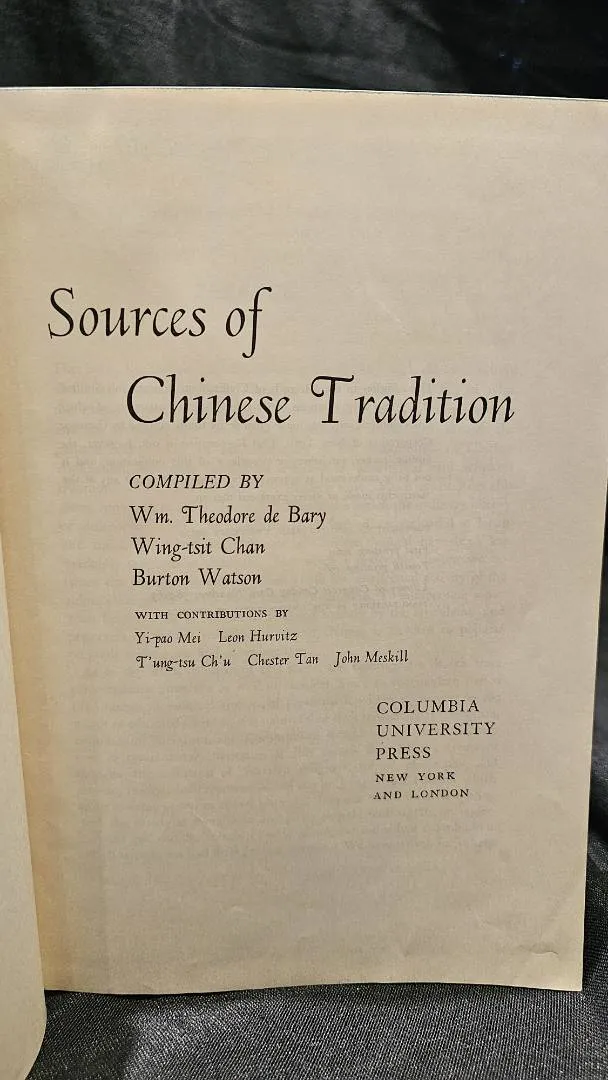 Sources of
Chinese Tradition
COMPILED BY
Wm. Theodore de Bary
Wing-tsit Chan
Burton Watson
WITH CONTRIBUTIONS BY
Yi-pao Mei Leon Hurvitz
T'ung-tsu Ch'u Chester Tan John Meskill
COLUMBIA
UNIVERSITY
PRESS
NEW YORK
AND LONDON